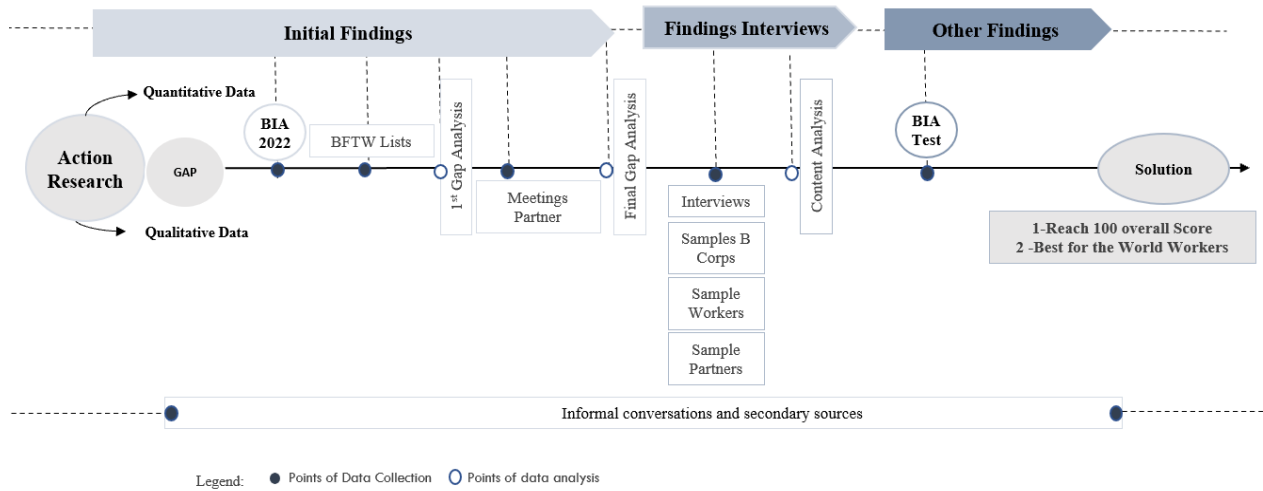 Initial Findings
Findings Interviews
Other Findings
Quantitative Data
Action
Research
GAP
Qualitative Data
BIA
2022
BFTW Lists
1st Gap Analysis
Meetings
Partner
Final Gap Analysis
Interviews
Samples B
Corps
Sample
Workers
Sample
Partners
Content Analysis
BIA
Test
Solution
1-Reach 100 overall Score
2 -Best for the World Workers
Informal conversations and secondary sources
Legend:
Points of Data Collection
Points of data analysis